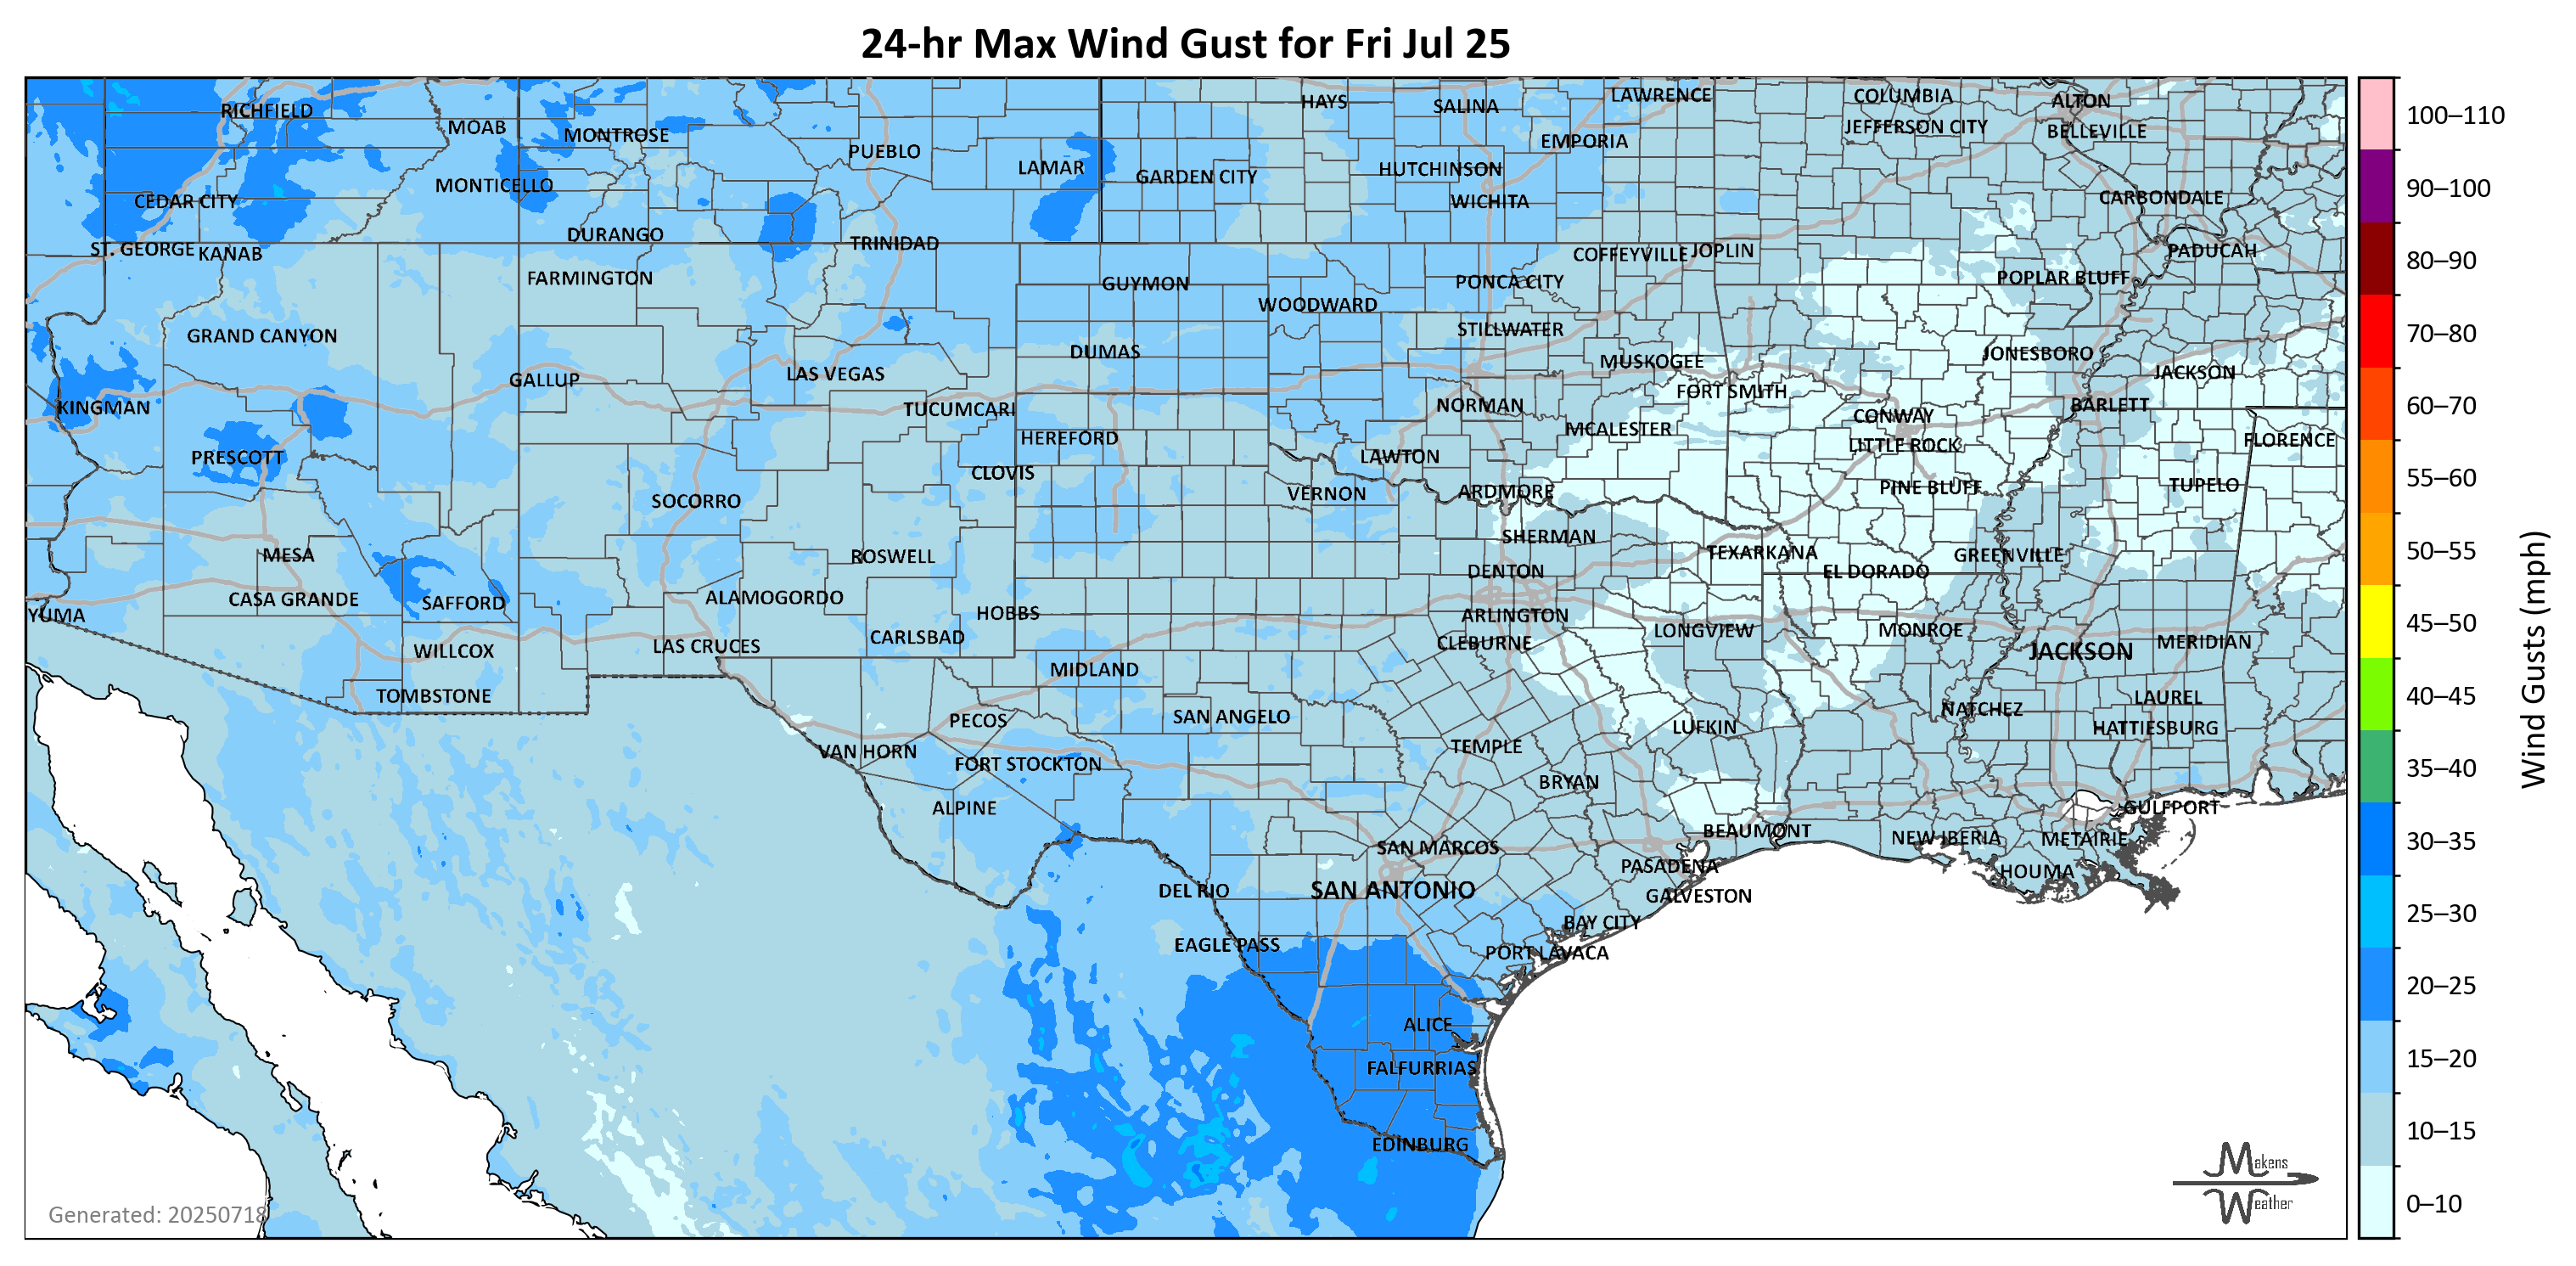 24-hr Max Wind Gust for Fri Jul 25
RICHFIELD
MOAB
MONTROSE
PUEBLO
LAMAR
HAYS
SALINA
LAWRENCE
COLUMBIA
ALTON
JEFFERSON CITY
BELLEVILLE
EMPORIA
GARDEN CITY
HUTCHINSON
MONTICELLO
CEDAR CITY
WICHITA
CARBONDALE
ST. GEORGE
KANAB
DURANGO
TRINIDAD
COFFEYVILLE
JOPLIN
PADUCAH
FARMINGTON
GUYMON
PONCA CITY
POPLAR BLUFF
WOODWARD
GRAND CANYON
STILLWATER
DUMAS
MUSKOGEE
JONESBORO
GALLUP
LAS VEGAS
JACKSON
FORT SMITH
KINGMAN
TUCUMCARI
NORMAN
CONWAY
BARLETT
HEREFORD
MCALESTER
LITTLE ROCK
FLORENCE
PRESCOTT
CLOVIS
LAWTON
SOCORRO
VERNON
ARDMORE
PINE BLUFF
TUPELO
MESA
ROSWELL
SHERMAN
TEXARKANA
GREENVILLE
DENTON
EL DORADO
CASA GRANDE
SAFFORD
ALAMOGORDO
YUMA
HOBBS
ARLINGTON
LAS CRUCES
CARLSBAD
CLEBURNE
LONGVIEW
MONROE
WILLCOX
JACKSON
MERIDIAN
MIDLAND
TOMBSTONE
PECOS
SAN ANGELO
LUFKIN
NATCHEZ
LAUREL
HATTIESBURG
VAN HORN
FORT STOCKTON
TEMPLE
BRYAN
ALPINE
GULFPORT
SAN MARCOS
BEAUMONT
NEW IBERIA
METAIRIE
DEL RIO
SAN ANTONIO
PASADENA
HOUMA
GALVESTON
BAY CITY
EAGLE PASS
PORT LAVACA
ALICE
FALFURRIAS
EDINBURG
Generated: 20250718
Makens
Weather
100–110
90–100
80–90
70–80
60–70
55–60
50–55
45–50
40–45
35–40
30–35
25–30
20–25
15–20
10–15
0–10
Wind Gusts (mph)